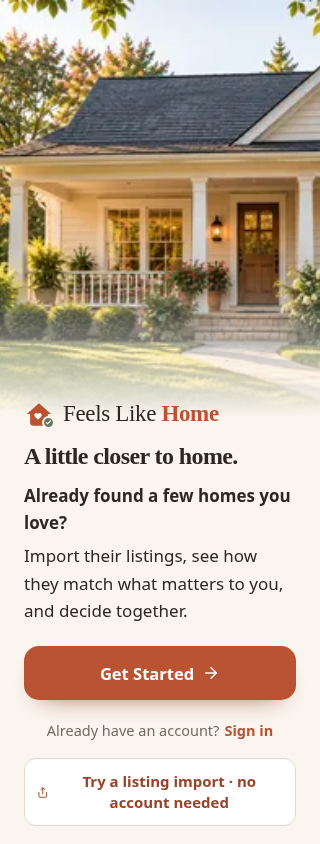 Feels Like Home
A little closer to home.
Already found a few homes you
love?
Import their listings, see how
they match what matters to you,
and decide together.
Get Started →
Already have an account? Sign in
Try a listing import · no
account needed